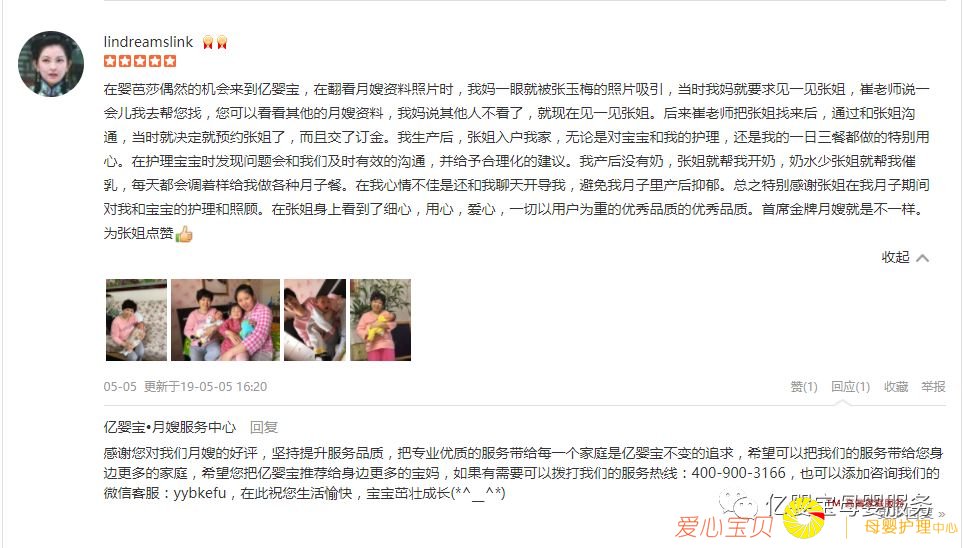 lindreamslink
在婴芭莎偶然的机会来到亿婴宝，在翻看月嫂资料照片时，我妈一眼就被张玉梅的照片吸引，当时我妈就要求见一见张姐，崔老师说一
会儿我去帮您找，您可以看看其他的月嫂资料，我妈说其他人不看了，就现在见一见张姐。后来崔老师把张姐找来后，通过和张姐沟
通，当时就决定就预约张姐了，而且交了订金。我生产后，张姐入户我家，无论是对宝宝和我的护理，还是我的一日三餐都做的特别用
心。在护理宝宝时发现问题会和我们及时有效的沟通，并给予合理化的建议。我产后没有奶，张姐就帮我开奶，奶水少张姐就帮我催
乳，每天都会调着样给我做各种月子餐。在我心情不佳是还和我聊天开导我，避免我月子里产后抑郁。总之特别感谢张姐在我月子期间
对我和宝宝的护理和照顾。在张姐身上看到了细心，用心，爱心，一切以用户为重的优秀品质的优秀品质。首席金牌月嫂就是不一样。
为张姐点赞
收起
05-05 更新于19-05-05 16:20 赞(1) 回应(1) 收藏 举报
亿婴宝•月嫂服务中心 回复
感谢您对我们月嫂的好评，坚持提升服务品质，把专业优质的服务带给每一个家庭是亿婴宝不变的追求，希望可以把我们的服务带给您身
边更多的家庭，希望您把亿婴宝推荐给身边更多的宝妈，如果有需要可以拨打我们的服务热线：400-900-3166，也可以添加咨询我们的
微信客服：yybkefu，在此祝您生活愉快，宝宝茁壮成长(*^__^*)
亿婴宝母婴服务
爱心宝贝 TM 母婴护理中心